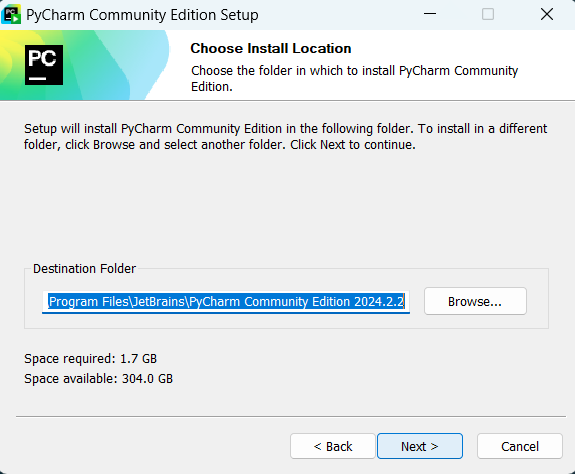 PyCharm Community Edition Setup
PC
Choose Install Location
Choose the folder in which to install PyCharm Community
Edition.
Setup will install PyCharm Community Edition in the following folder. To install in a different
folder, click Browse and select another folder. Click Next to continue.
Destination Folder
Program Files\JetBrains\PyCharm Community Edition 2024.2.2
Browse...
Space required: 1.7 GB
Space available: 304.0 GB
< Back
Next >
Cancel